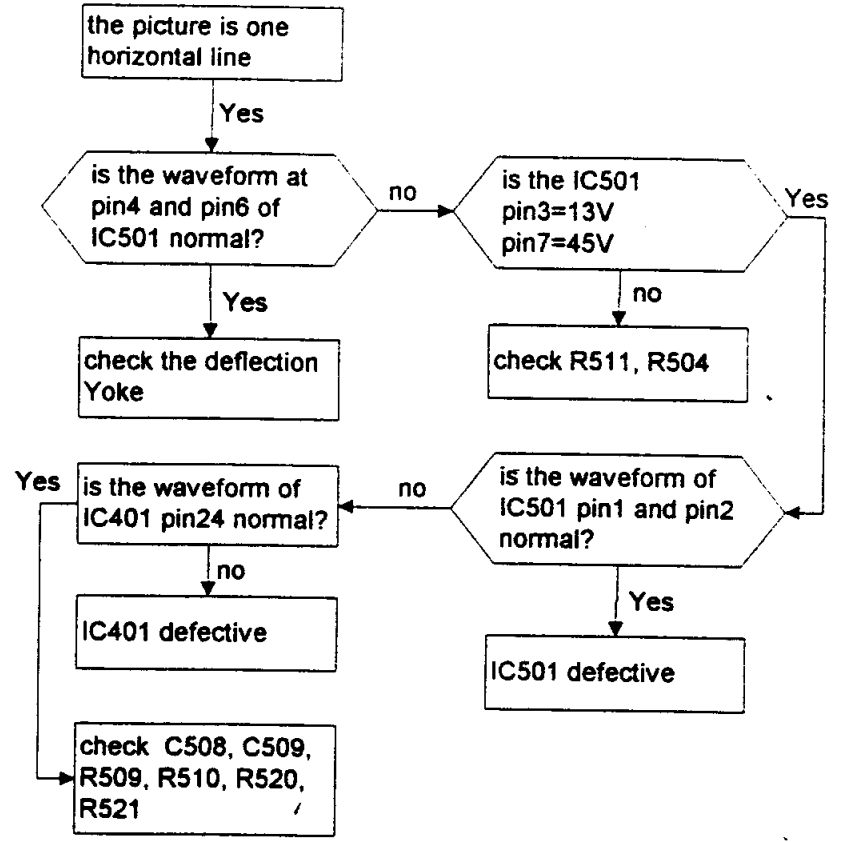 the picture is one
horizontal line
Yes
is the waveform at
pin4 and pin6 of
IC501 normal?
no
is the IC501
pin3=13V
pin7=45V
Yes
Yes
no
check the deflection
Yoke
check R511, R504
Yes
is the waveform of
IC401 pin24 normal?
no
is the waveform of
IC501 pin1 and pin2
normal?
no
Yes
IC401 defective
IC501 defective
check C508, C509,
R509, R510, R520,
R521